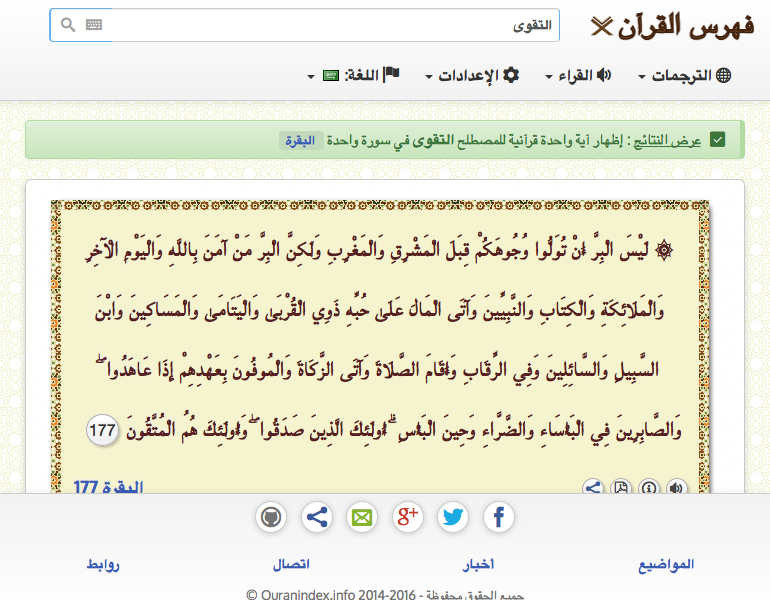 فهرس القرآن
التقوى
الترجمات
القراء
الإعدادات
اللغة:
عرض النتائج : إظهار آية واحدة قرآنية للمصطلح التقوى في سورة واحدة البقرة
لَيْسَ الْبِرَّ أَنْ تُوَلُّوا وُجُوهَكُمْ قِبَلَ الْمَشْرِقِ وَالْمَغْرِبِ وَلَكِنَّ الْبِرَّ مَنْ آمَنَ بِاللَّهِ وَالْيَوْمِ الْآخِرِ
وَالْمَلَائِكَةِ وَالْكِتَابِ وَالنَّبِيِّينَ وَآتَى الْمَالَ عَلَىٰ حُبِّهِ ذَوِي الْقُرْبَىٰ وَالْيَتَامَىٰ وَالْمَسَاكِينَ وَابْنَ
السَّبِيلِ وَالسَّائِلِينَ وَفِي الرِّقَابِ وَأَقَامَ الصَّلَاةَ وَآتَى الزَّكَاةَ وَالْمُوفُونَ بِعَهْدِهِمْ إِذَا عَاهَدُوا ۖ
وَالصَّابِرِينَ فِي الْبَأْسَاءِ وَالضَّرَّاءِ وَحِينَ الْبَأْسِ ۗ أُولَئِكَ الَّذِينَ صَدَقُوا ۖ وَأُولَئِكَ هُمُ الْمُتَّقُونَ 177
البقرة 177
المواضيع
أخبار
اتصال
روابط
جميع الحقوق محفوظة - 2014-2016 Ouranindex.info ©